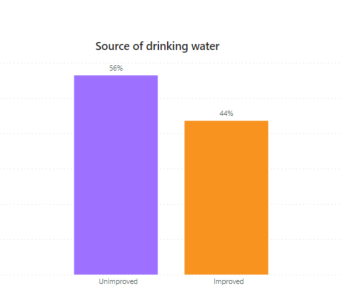 Source of drinking water
56%
44%
Unimproved
Improved